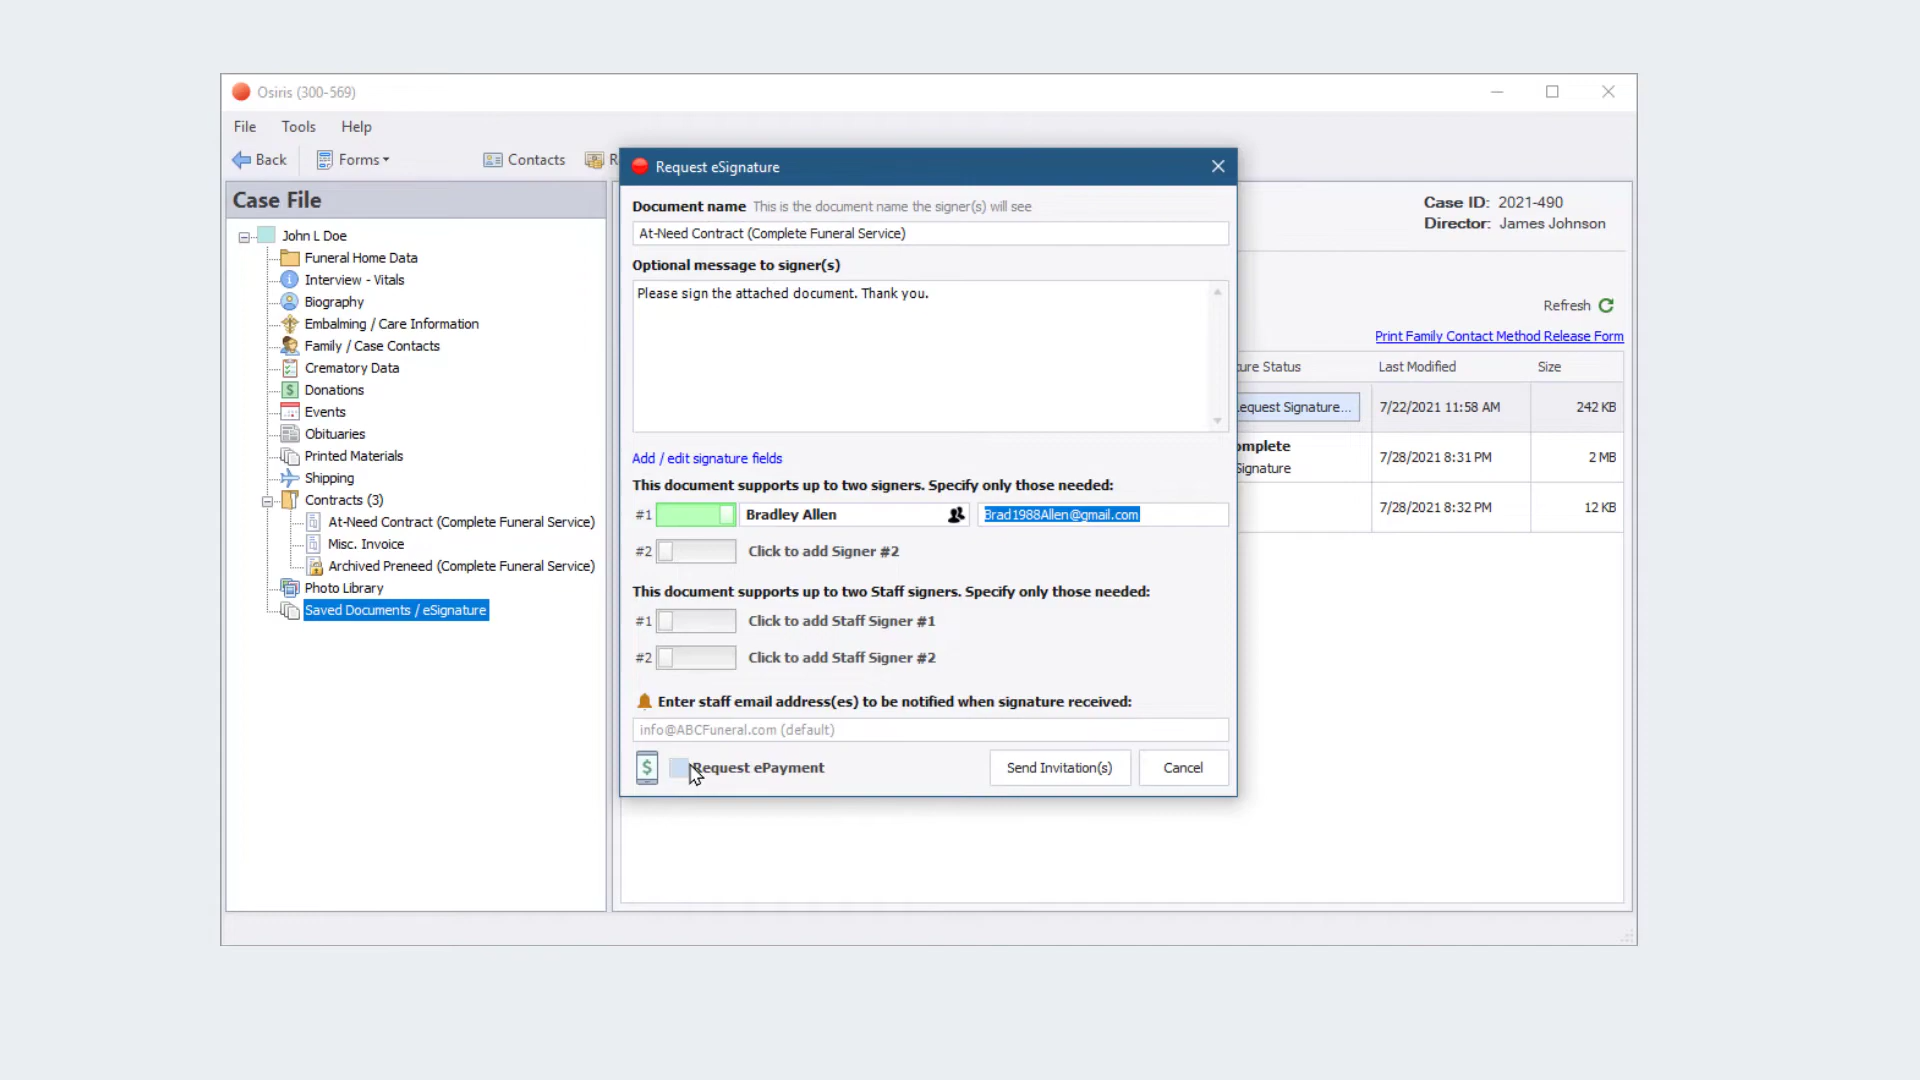 Osiris (300-569)
File Tools Help
Back Forms Contacts
Case File
John L Doe
Funeral Home Data
Interview - Vitals
Biography
Embalming / Care Information
Family / Case Contacts
Crematory Data
Donations
Events
Obituaries
Printed Materials
Shipping
Contracts (3)
At-Need Contract (Complete Funeral Service)
Misc. Invoice
Archived Preneed (Complete Funeral Service)
Photo Library
Saved Documents / eSignature
Request eSignature
Document name This is the document name the signer(s) will see
At-Need Contract (Complete Funeral Service)
Optional message to signer(s)
Please sign the attached document. Thank you.
Add / edit signature fields
This document supports up to two signers. Specify only those needed:
#1 Bradley Allen Brad1988Allen@gmail.com
#2 Click to add Signer #2
This document supports up to two Staff signers. Specify only those needed:
#1 Click to add Staff Signer #1
#2 Click to add Staff Signer #2
Enter staff email address(es) to be notified when signature received:
info@ABCFuneral.com (default)
$ Request ePayment Send Invitation(s) Cancel
Case ID: 2021-490
Director: James Johnson
Refresh
Print Family Contact Method Release Form
Status Last Modified Size
Signature... 7/22/2021 11:58 AM 242 KB
7/28/2021 8:31 PM 2 MB
Signature
7/28/2021 8:32 PM 12 KB